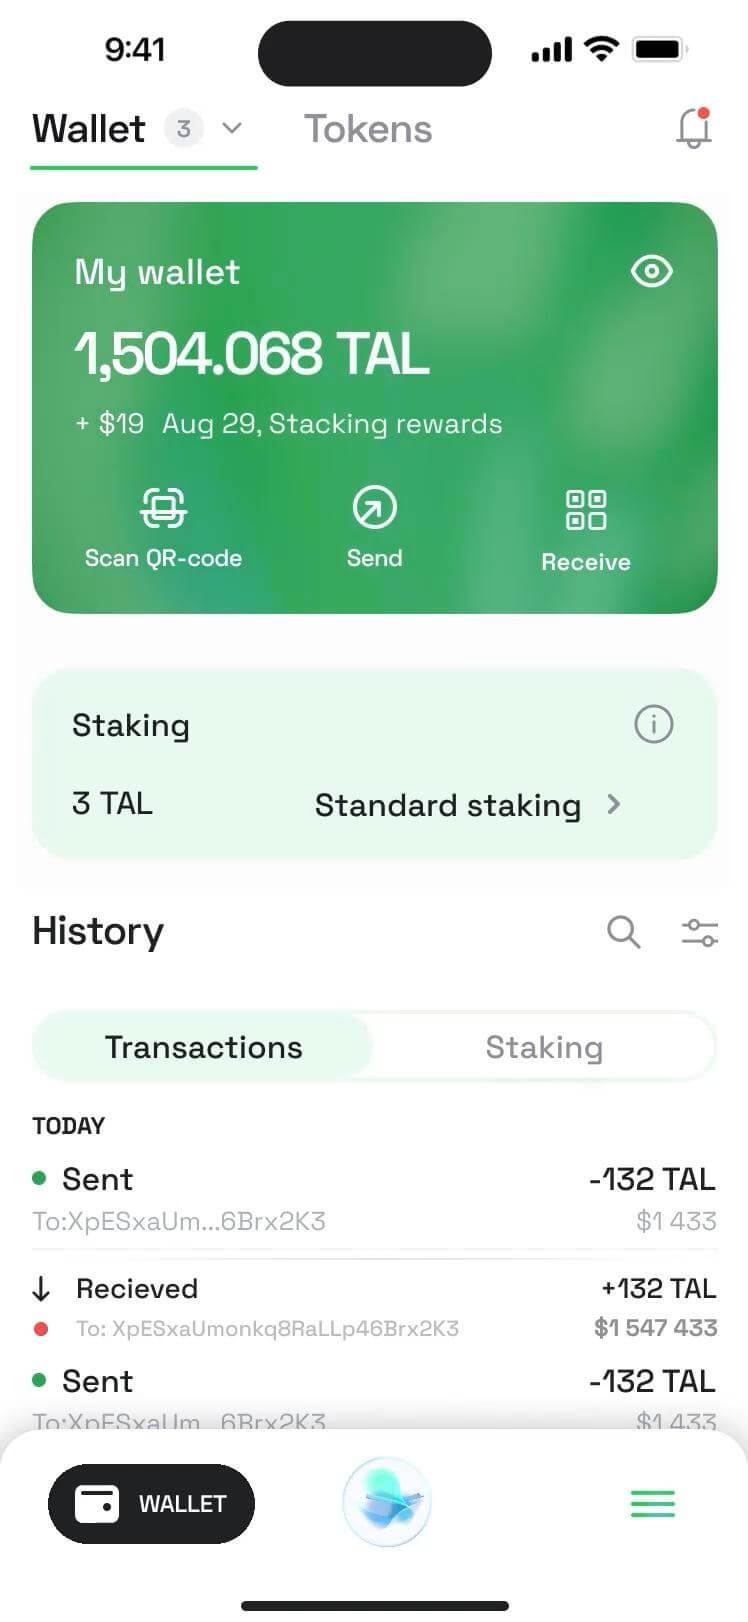 9:41
Wallet 3 Tokens
My wallet
1,504.068 TAL
+ $19 Aug 29, Stacking rewards
Scan QR-code Send Receive
Staking
3 TAL Standard staking
History
Transactions Staking
TODAY
Sent -132 TAL
To:XpESxaUm...6Brx2K3 $1 433
Recieved +132 TAL
To: XpESxaUmonkq8RaLLp46Brx2K3 $1 547 433
Sent -132 TAL
To:XpESxaUm...6Brx2K3 $1 433
WALLET